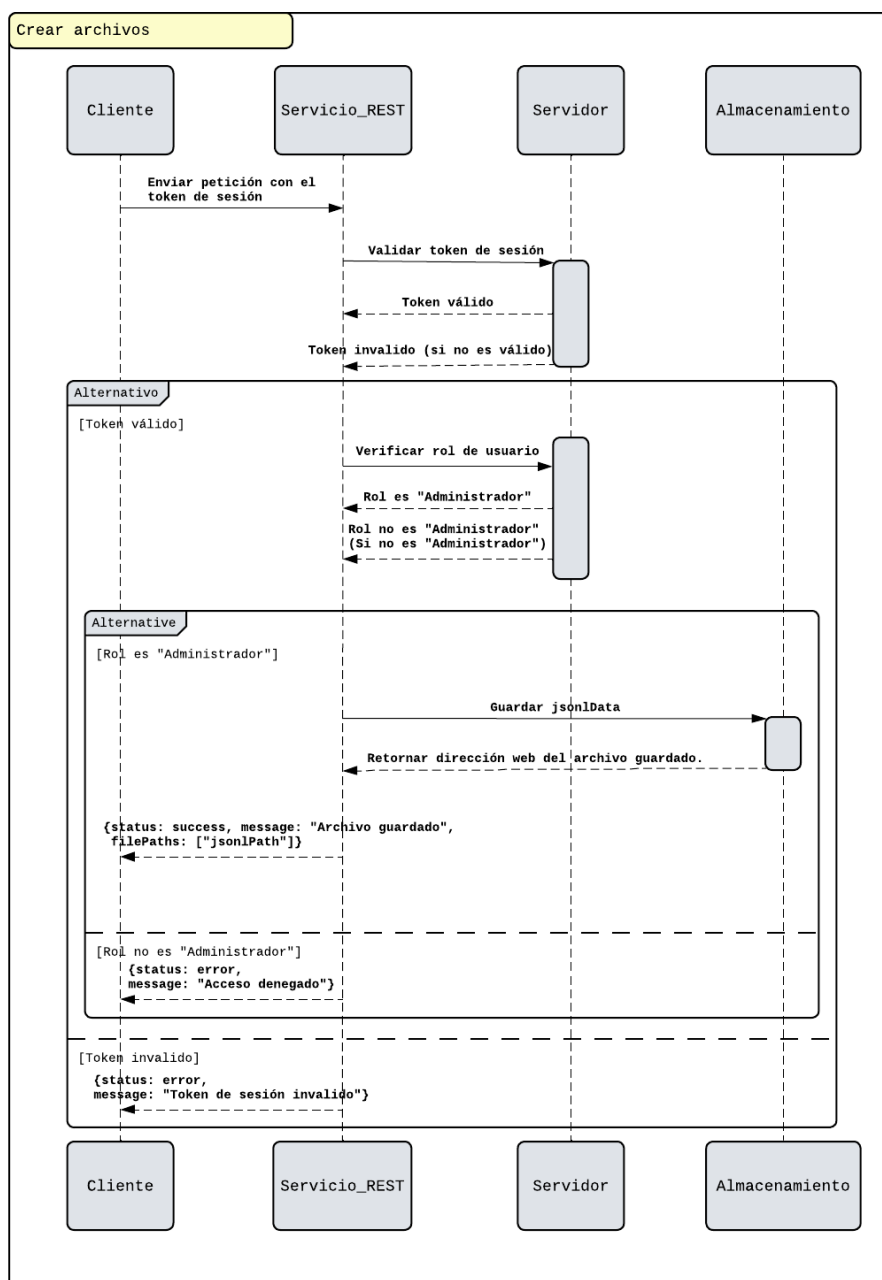 Crear archivos
Cliente
Servicio_REST
Servidor
Almacenamiento
Enviar petición con el
token de sesión
Validar token de sesión
Token válido
Token invalido (si no es válido)
Alternativo
[Token válido]
Verificar rol de usuario
Rol es "Administrador"
Rol no es "Administrador"
(Si no es "Administrador")
Alternative
[Rol es "Administrador"]
Guardar jsonlData
Retornar dirección web del archivo guardado.
{status: success, message: "Archivo guardado",
filePaths: ["jsonlPath"]}
[Rol no es "Administrador"]
{status: error,
message: "Acceso denegado"}
[Token invalido]
{status: error,
message: "Token de sesión invalido"}
Cliente
Servicio_REST
Servidor
Almacenamiento